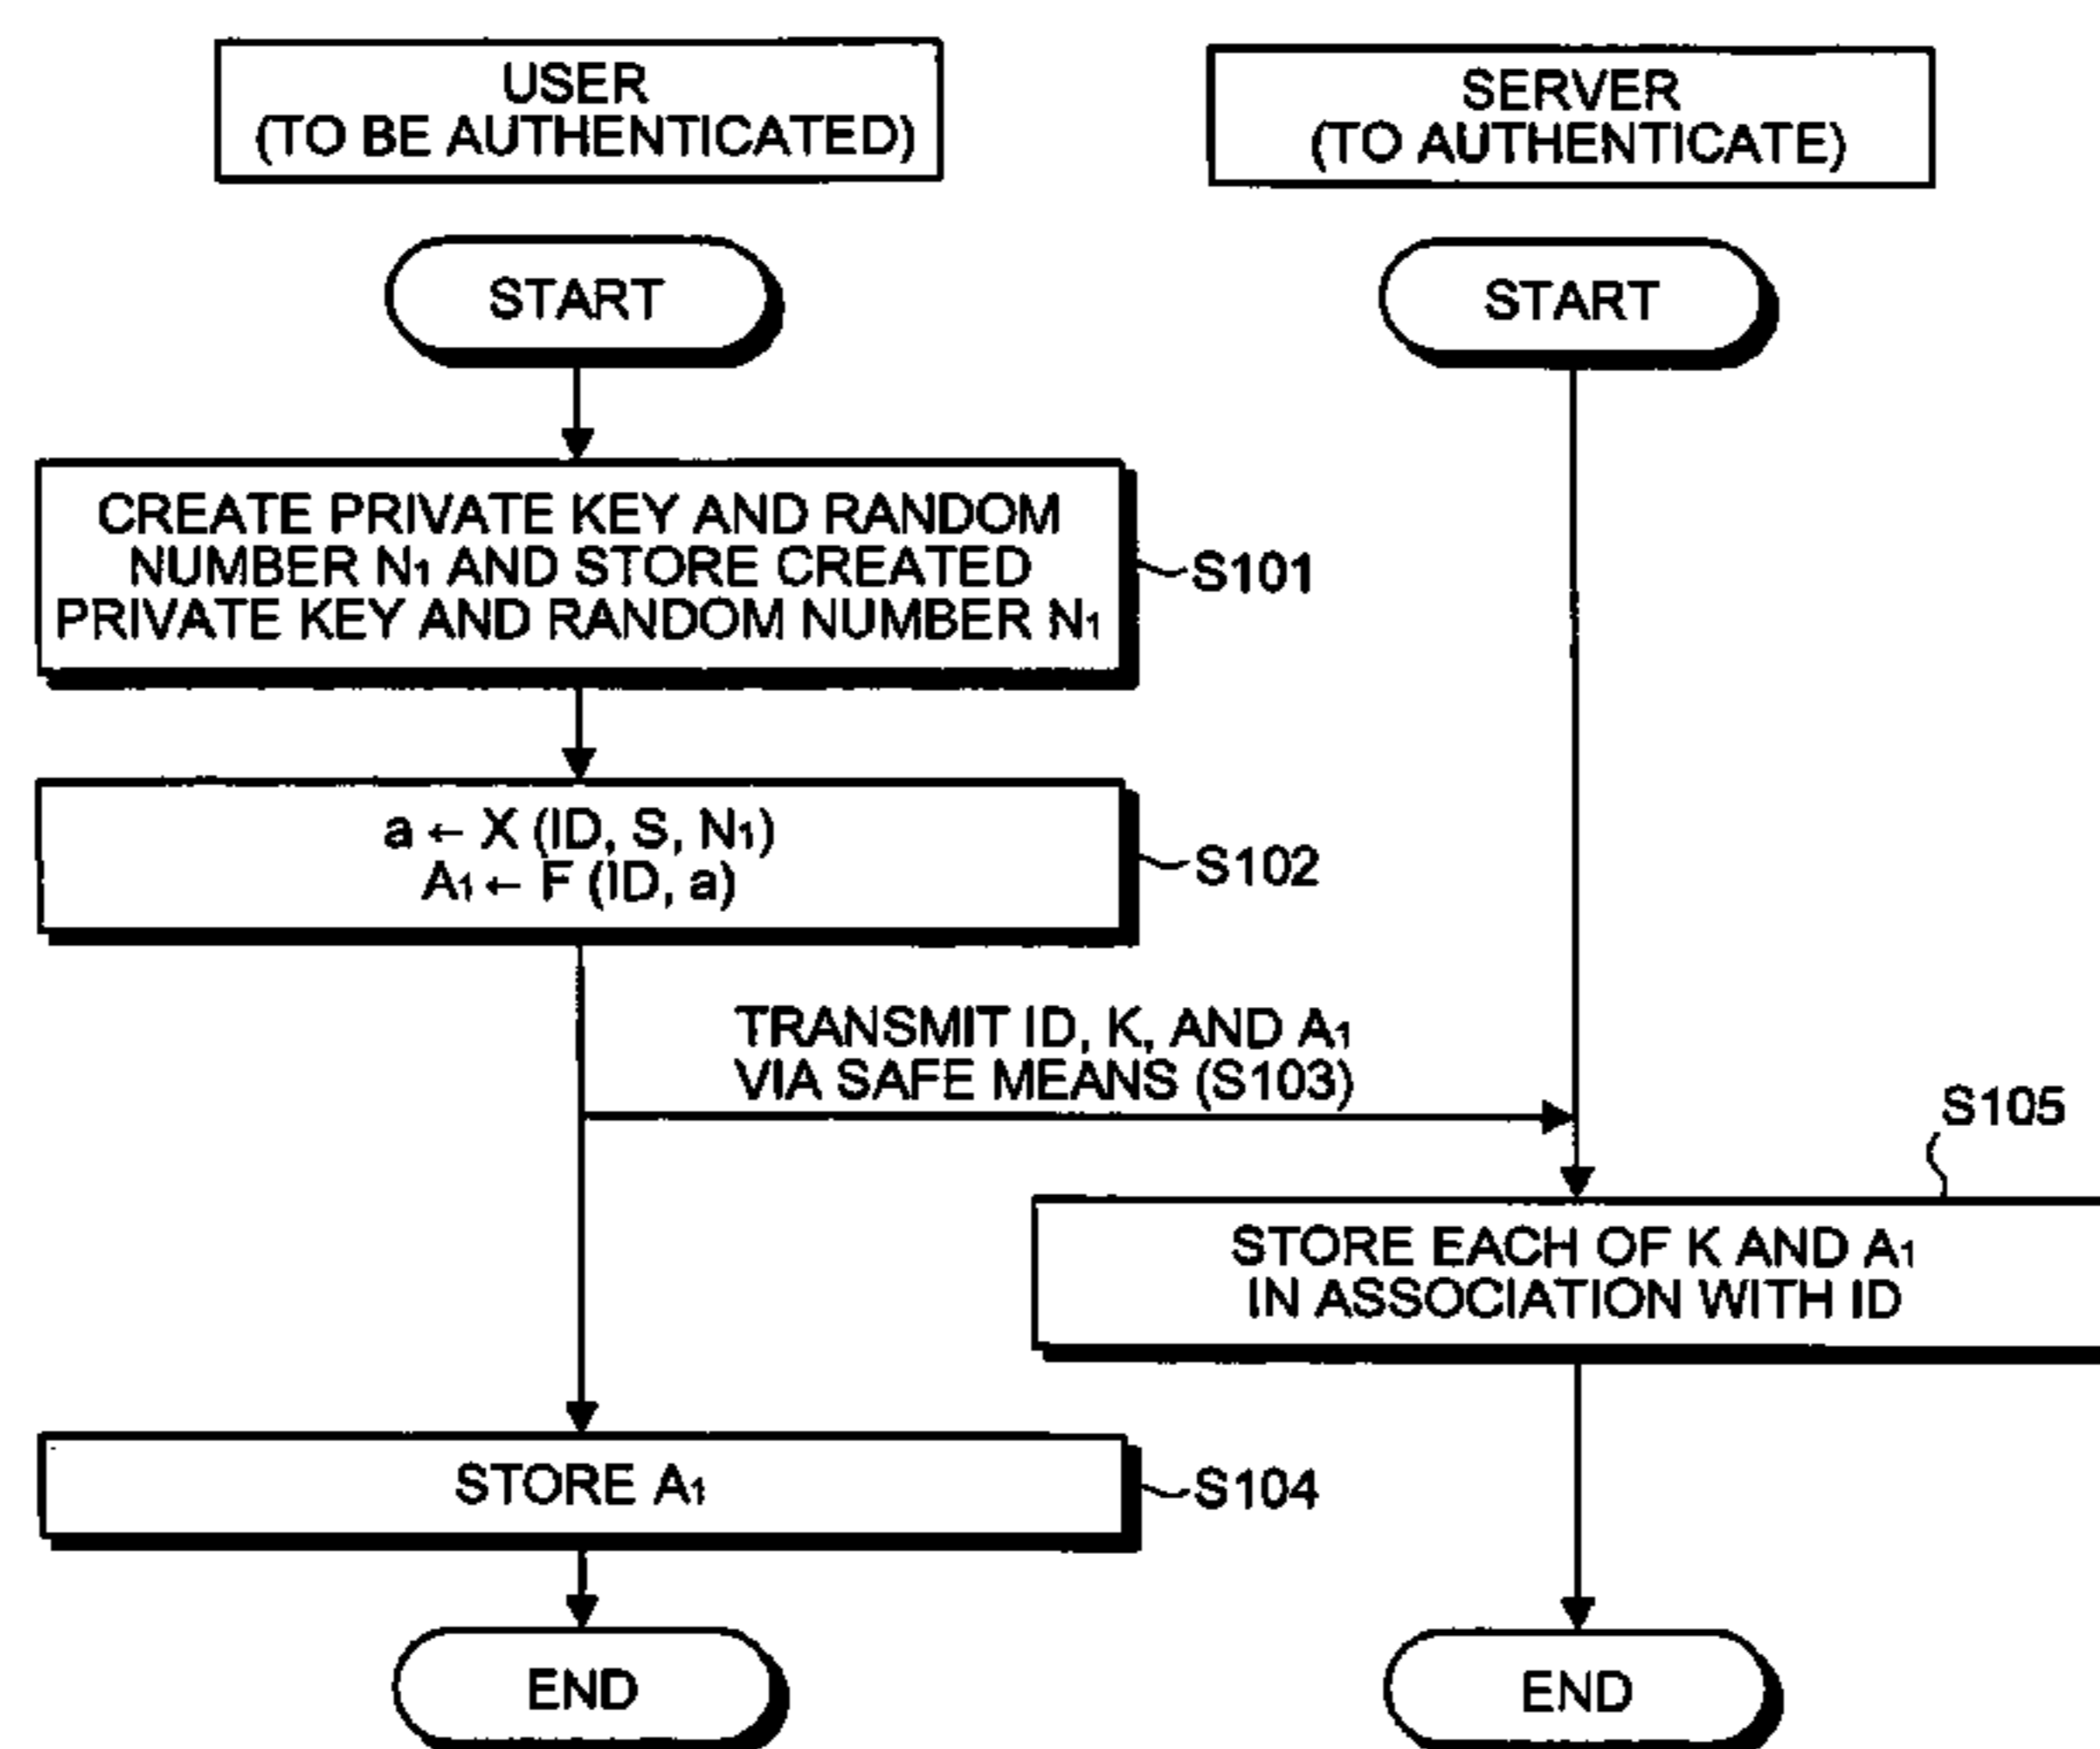 USER
(TO BE AUTHENTICATED)
SERVER
(TO AUTHENTICATE)
START
START
CREATE PRIVATE KEY AND RANDOM
NUMBER N₁ AND STORE CREATED
PRIVATE KEY AND RANDOM NUMBER N₁
S101
a ← X (ID, S, N₁)
A₁ ← F (ID, a)
S102
TRANSMIT ID, K, AND A₁
VIA SAFE MEANS (S103)
S105
STORE EACH OF K AND A₁
IN ASSOCIATION WITH ID
STORE A₁
S104
END
END